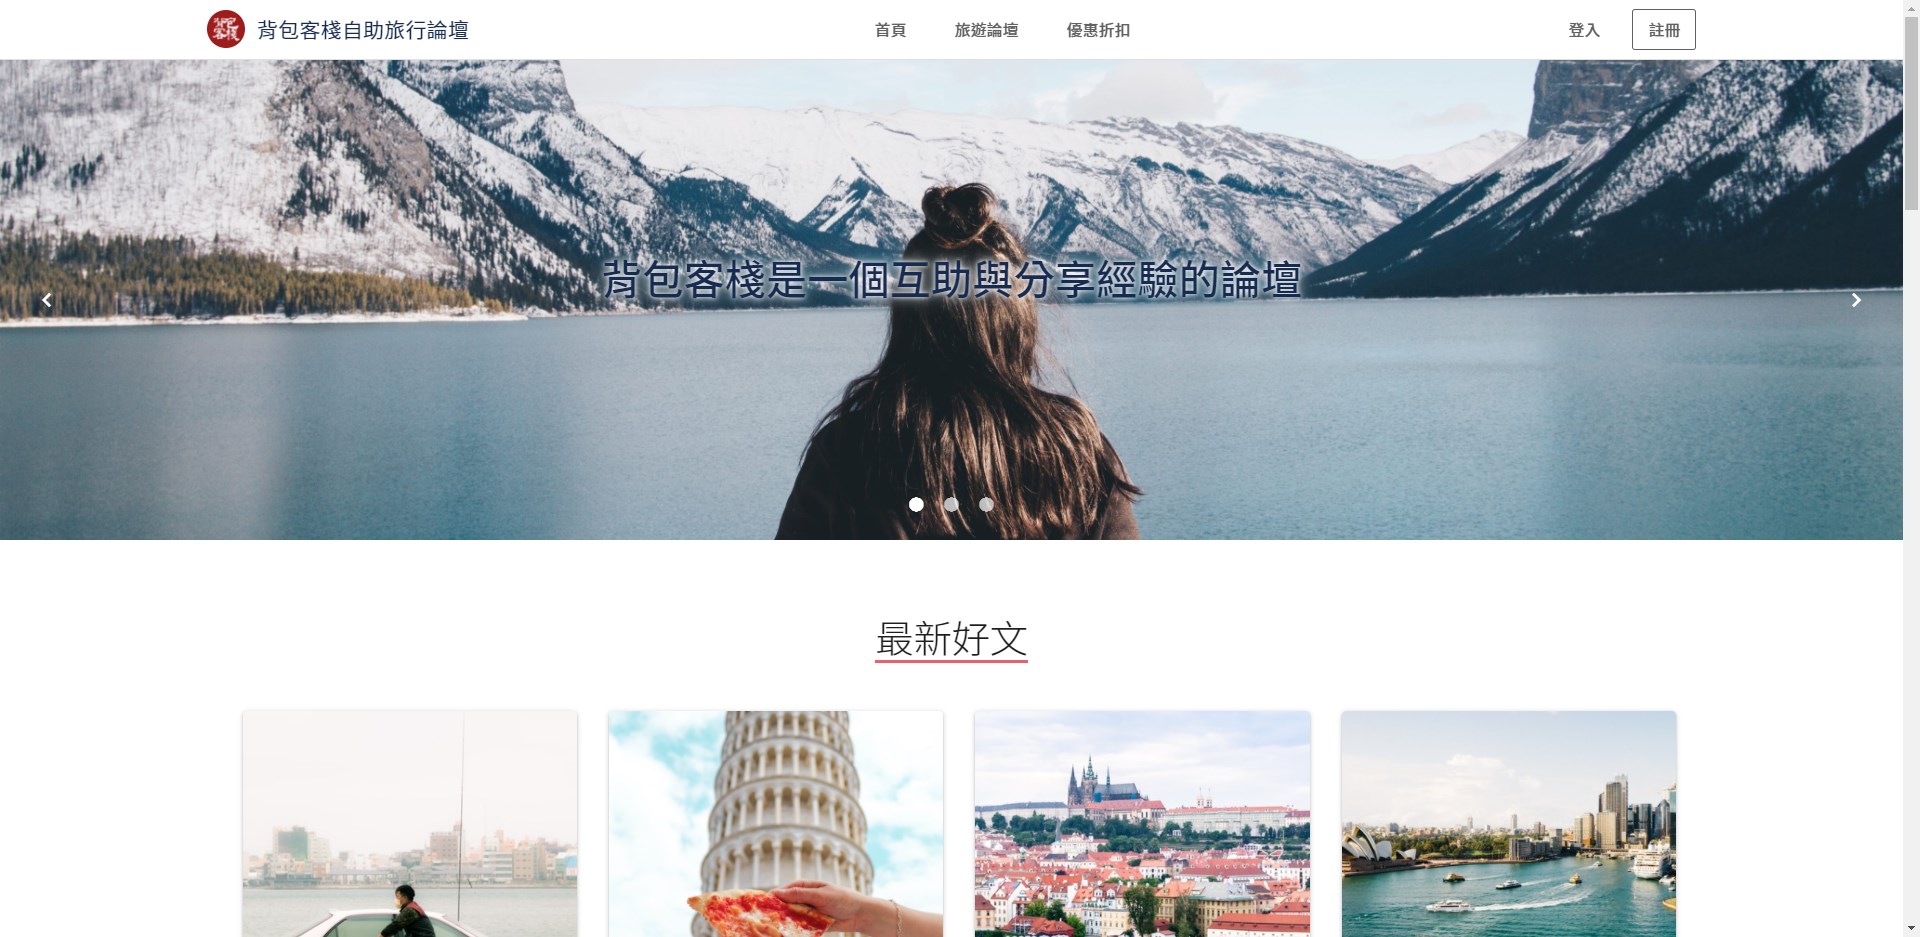 背包客棧自助旅行論壇
首頁 旅遊論壇 優惠折扣
登入 註冊
背包客棧是一個互助與分享經驗的論壇
最新好文